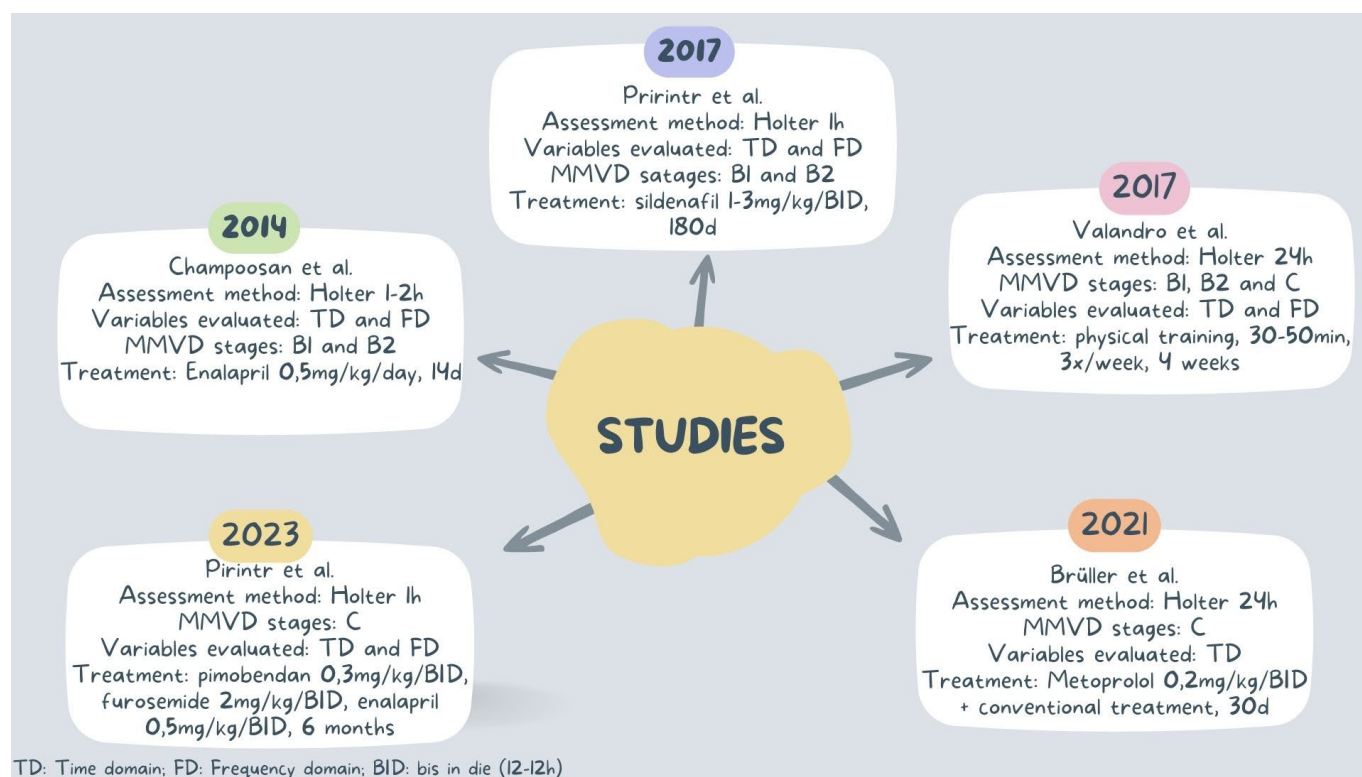 2017
Pririntr et al.
Assessment method: Holter 1h
Variables evaluated: TD and FD
MMVD satages: B1 and B2
Treatment: sildenafil 1-3mg/kg/BID,
180d
2017
Valandro et al.
Assessment method: Holter 24h
MMVD stages: B1, B2 and C
Variables evaluated: TD and FD
Treatment: physical training, 30-50min,
3x/week, 4 weeks
2014
Champoosan et al.
Assessment method: Holter 1-2h
Variables evaluated: TD and FD
MMVD stages: B1 and B2
Treatment: Enalapril 0,5mg/kg/day, 14d
STUDIES
2023
Pirintr et al.
Assessment method: Holter 1h
MMVD stages: C
Variables evaluated: TD and FD
Treatment: pimobendan 0,3mg/kg/BID,
furosemide 2mg/kg/BID, enalapril
0,5mg/kg/BID, 6 months
2021
Brüller et al.
Assessment method: Holter 24h
MMVD stages: C
Variables evaluated: TD
Treatment: Metoprolol 0,2mg/kg/BID
+ conventional treatment, 30d
TD: Time domain; FD: Frequency domain; BID: bis in die (12-12h)